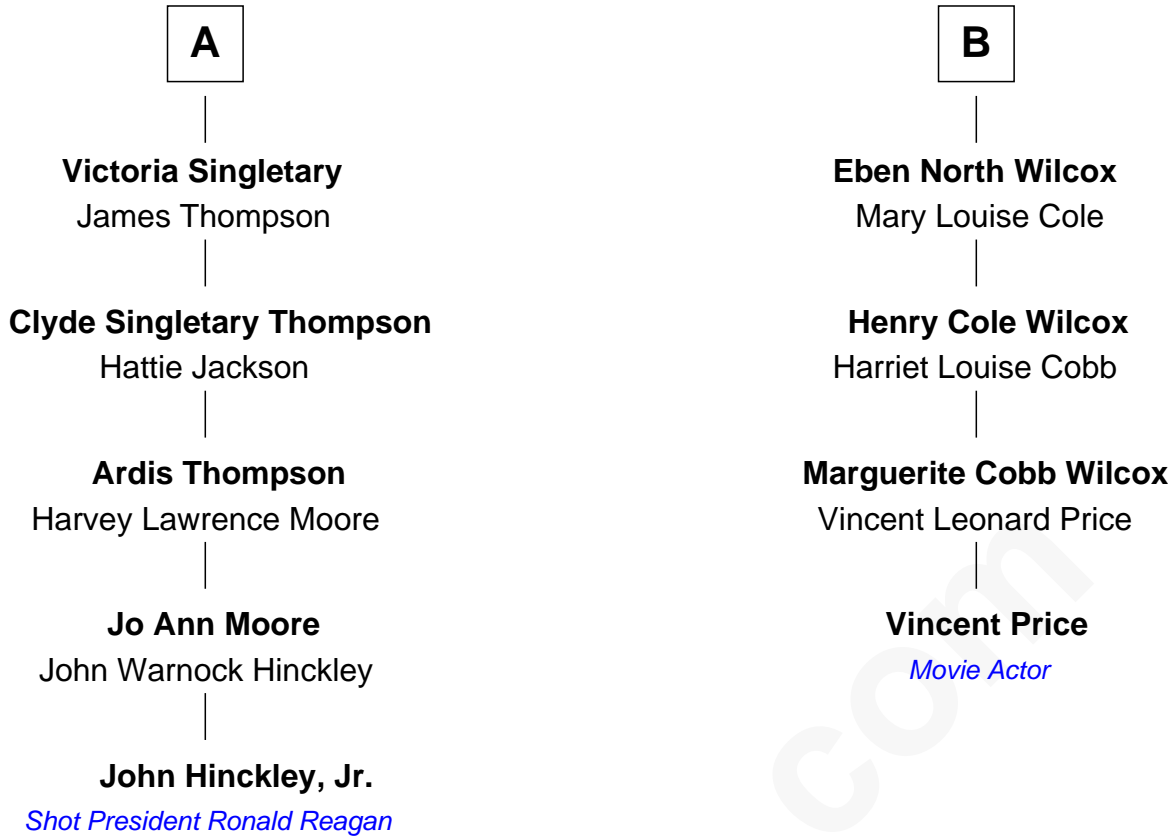 A
Victoria Singletary
James Thompson
Clyde Singletary Thompson
Hattie Jackson
Ardis Thompson
Harvey Lawrence Moore
Jo Ann Moore
John Warnock Hinckley
John Hinckley, Jr.
Shot President Ronald Reagan
B
Eben North Wilcox
Mary Louise Cole
Henry Cole Wilcox
Harriet Louise Cobb
Marguerite Cobb Wilcox
Vincent Leonard Price
Vincent Price
Movie Actor
com